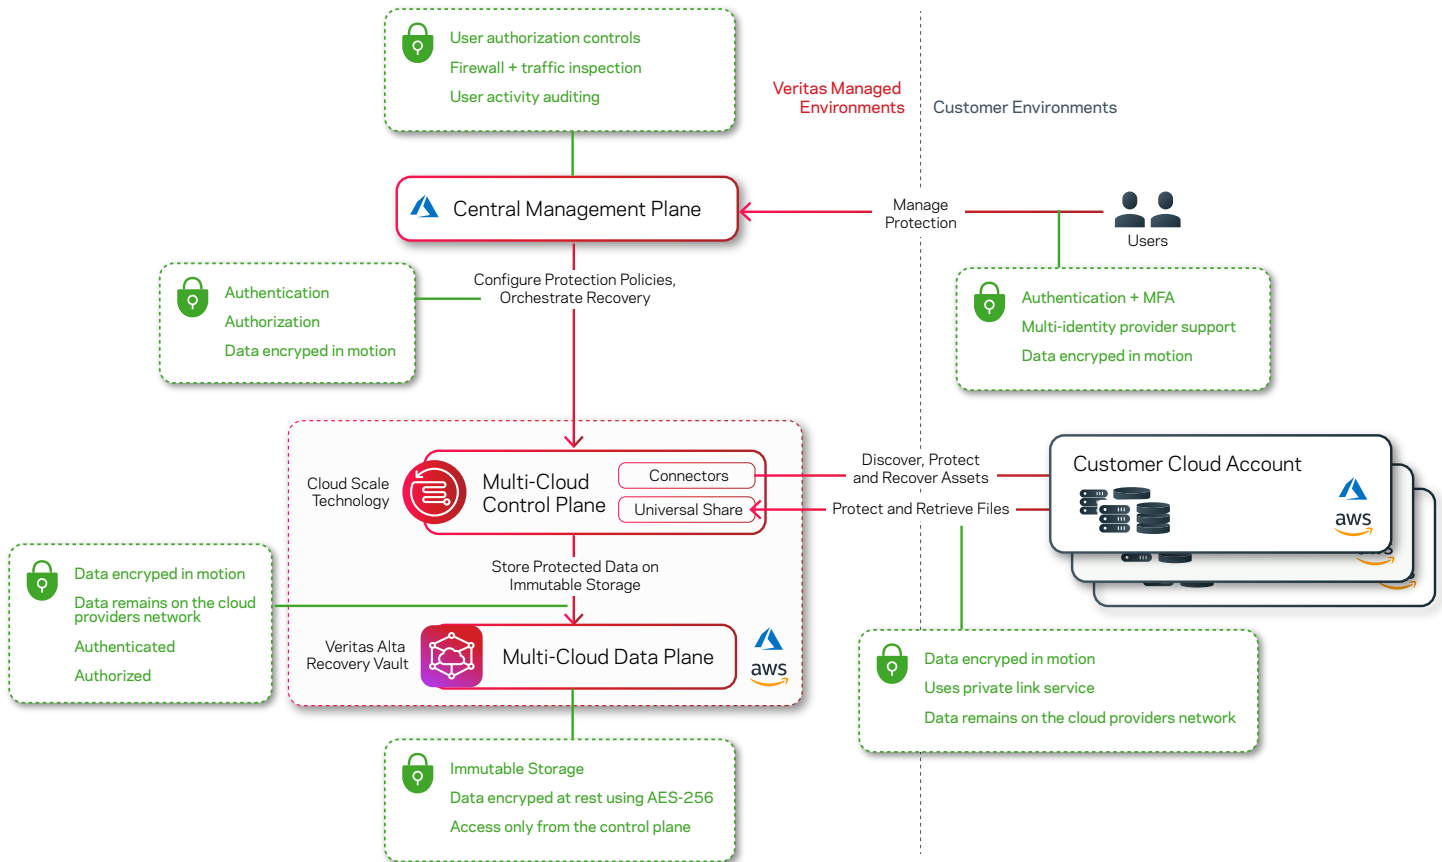 User authorization controls
Firewall + traffic inspection
User activity auditing
Veritas Managed
Environments
Customer Environments
Central Management Plane
Manage
Protection
Users
Configure Protection Policies,
Orchestrate Recovery
Authentication
Authorization
Data encryped in motion
Authentication + MFA
Multi-identity provider support
Data encryped in motion
Cloud Scale
Technology
Multi-Cloud
Control Plane
Connectors
Universal Share
Discover, Protect
and Recover Assets
Protect and Retrieve Files
Customer Cloud Account
aws
aws
Store Protected Data on
Immutable Storage
Data encryped in motion
Data remains on the cloud
providers network
Authenticated
Authorized
Veritas Alta
Recovery Vault
Multi-Cloud Data Plane
aws
Data encryped in motion
Uses private link service
Data remains on the cloud providers network
Immutable Storage
Data encryped at rest using AES-256
Access only from the control plane